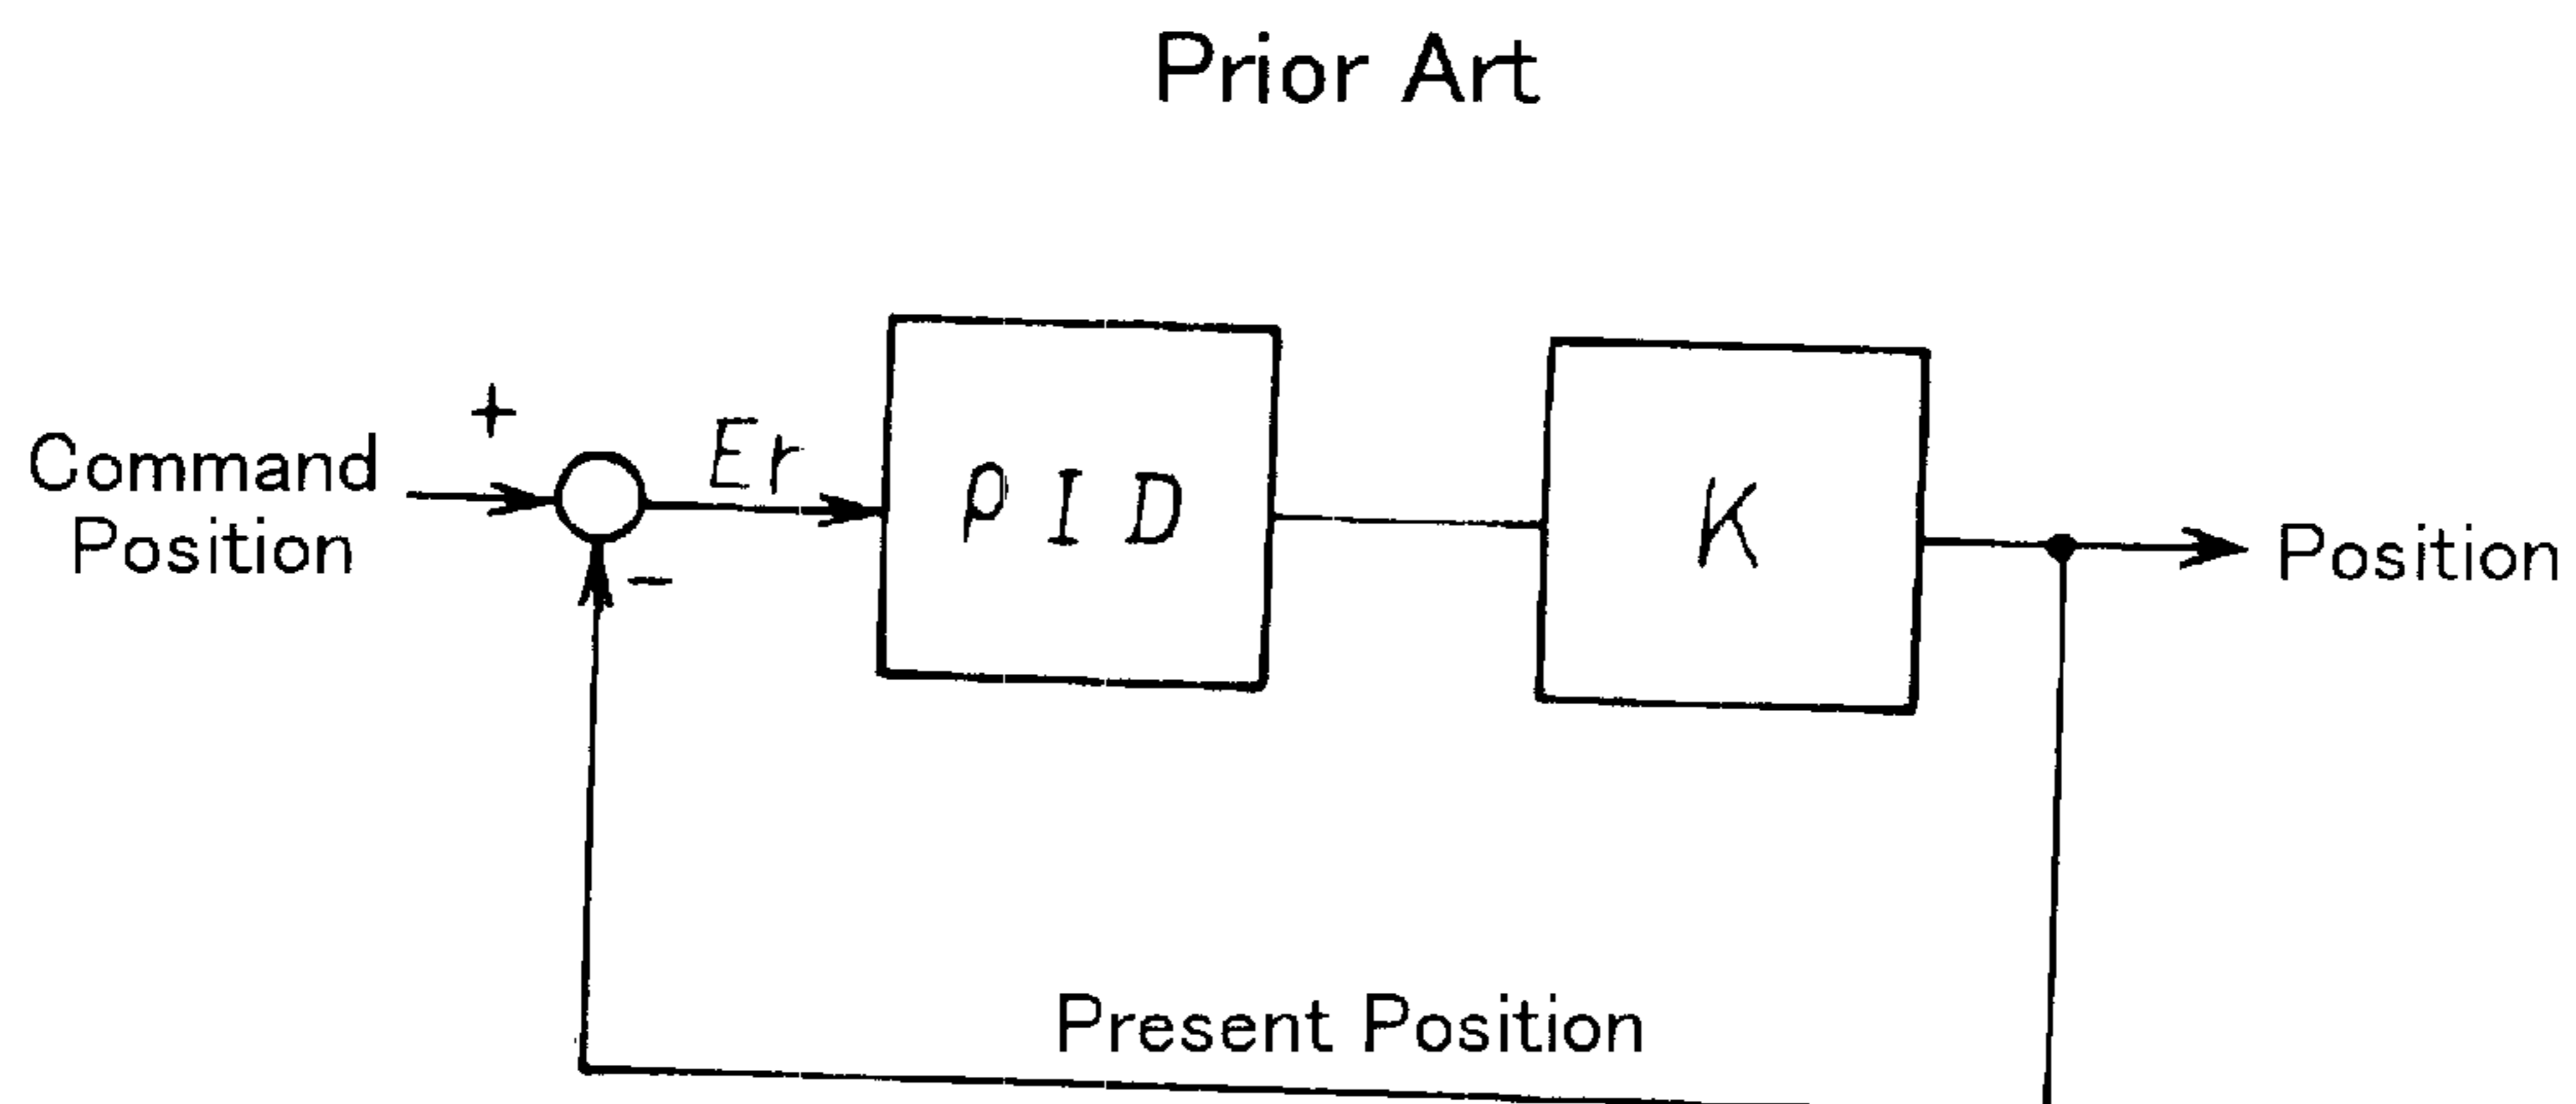 Prior Art
+
Command
Position
Er
PID
K
Position
-
Present Position